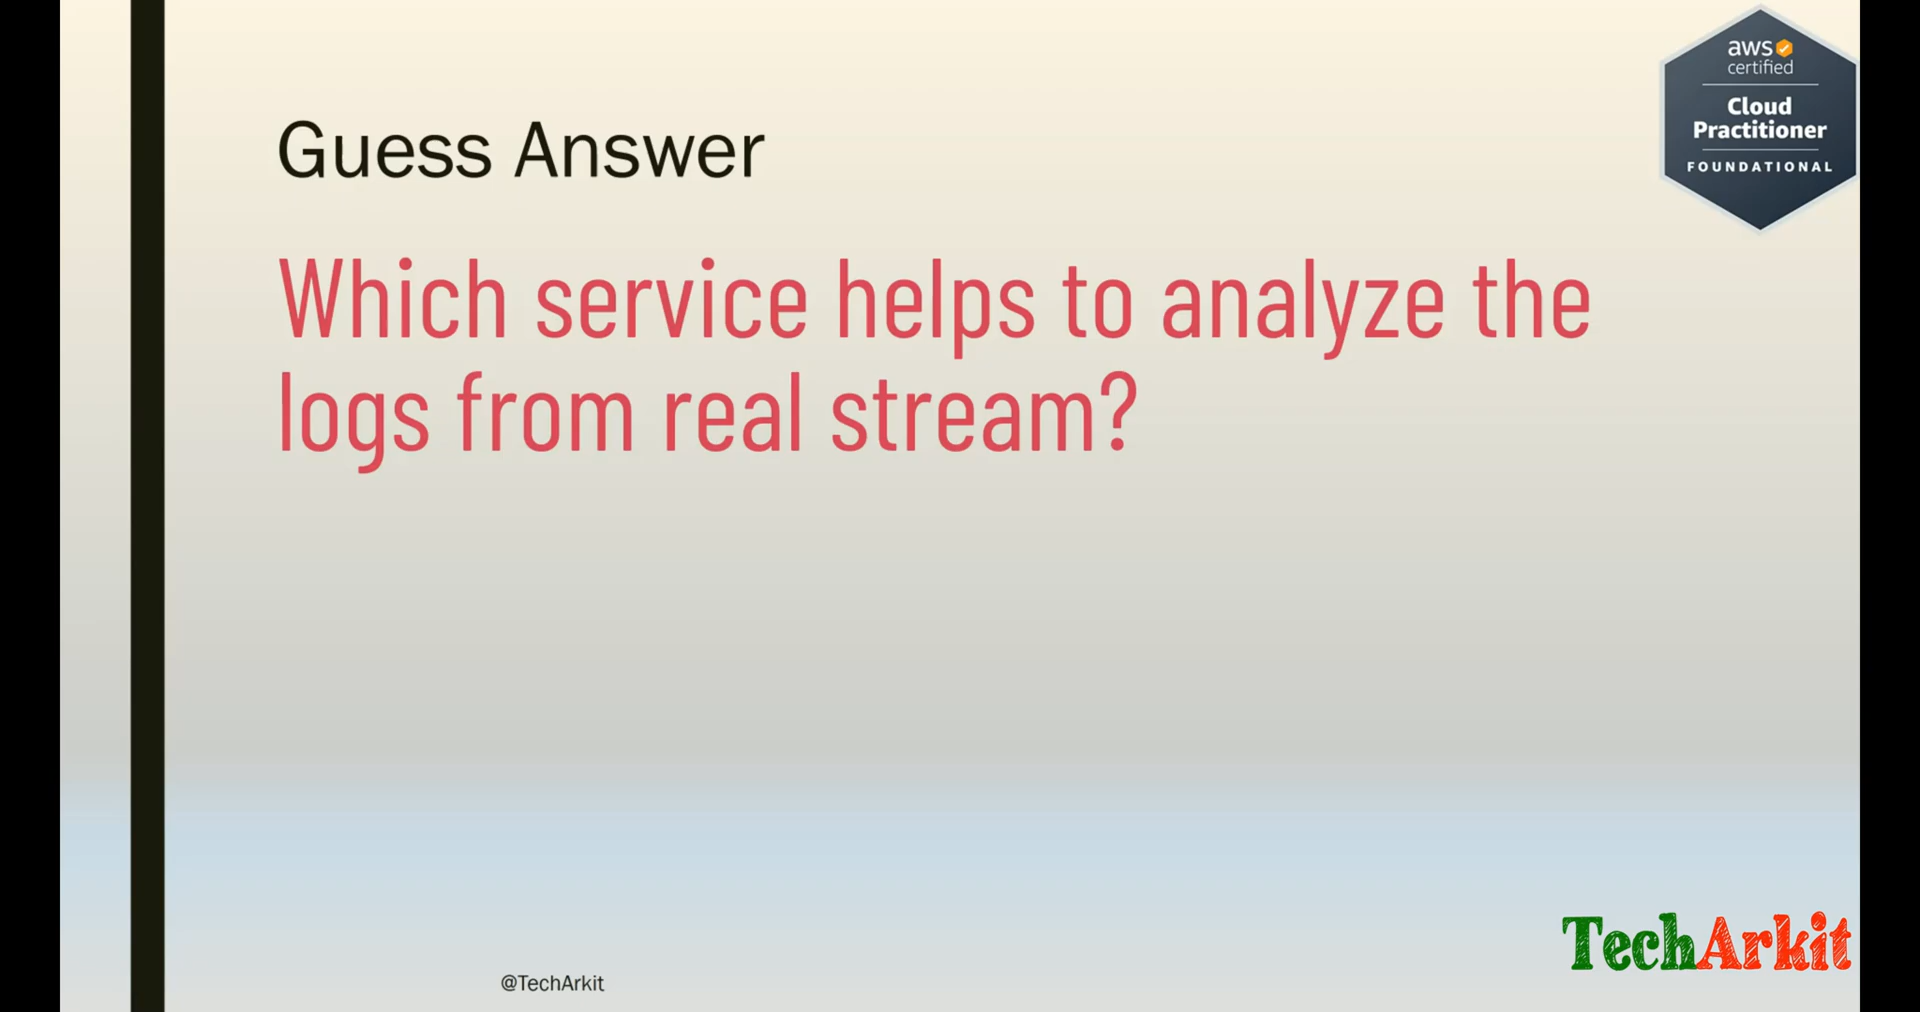 aws
certified
Cloud
Practitioner
FOUNDATIONAL
Guess Answer
Which service helps to analyze the
logs from real stream?
@TechArkit
TechArkit